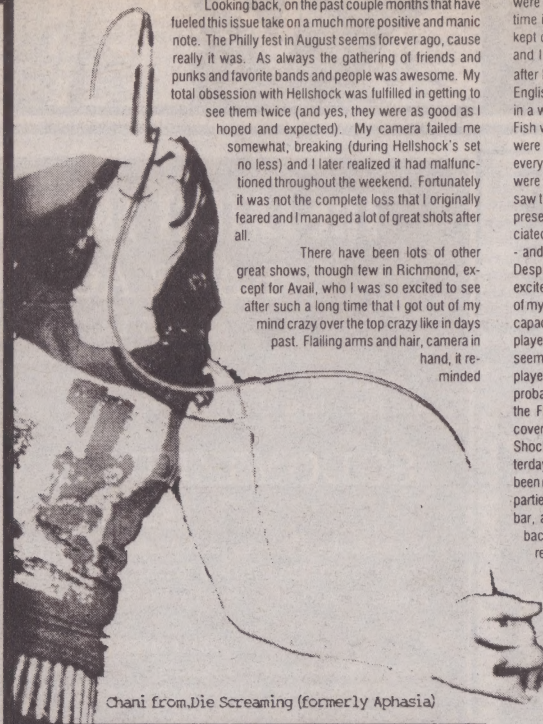 Looking back, on the past couple months that have
fueled this issue take on a much more positive and manic
note. The Philly fest in August seems forever ago, cause
really it was. As always the gathering of friends and
punks and favorite bands and people was awesome. My
total obsession with Hellshock was fulfilled in getting to
see them twice (and yes, they were as good as I
hoped and expected). My camera failed me
somewhat, breaking (during Hellshock's set
no less) and I later realized it had malfunc-
tioned throughout the weekend. Fortunately
it was not the complete loss that I originally
feared and I managed a lot of great shots after
all.
There have been lots of other
great shows, though few in Richmond, ex-
cept for Avail, who I was so excited to see
after such a long time that I got out of my
mind crazy over the top crazy like in days
past. Flailing arms and hair, camera in
hand, it re-
minded
Chani from Die Screaming (formerly Aphasia)
were
time
kept
and I
after
English
in a w
Fish w
were
every
were
saw t
prese
ciated
- and
Desp
excite
of my
capac
playe
seem
playe
proba
the F
cover
Shoc
terday
been
partie
bar, a
bac
re